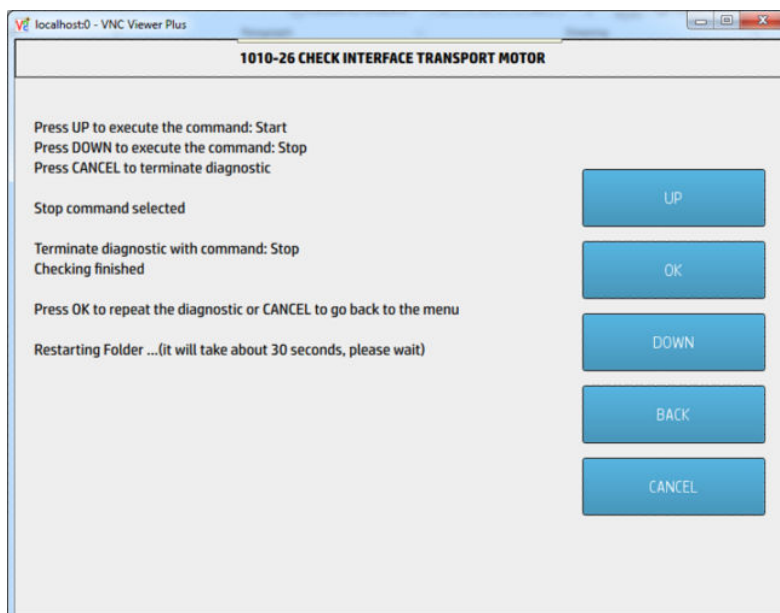 localhost:0 - VNC Viewer Plus
1010-26 CHECK INTERFACE TRANSPORT MOTOR
Press UP to execute the command: Start
Press DOWN to execute the command: Stop
Press CANCEL to terminate diagnostic
Stop command selected
Terminate diagnostic with command: Stop
Checking finished
Press OK to repeat the diagnostic or CANCEL to go back to the menu
Restarting Folder ...(it will take about 30 seconds, please wait)
UP
OK
DOWN
BACK
CANCEL